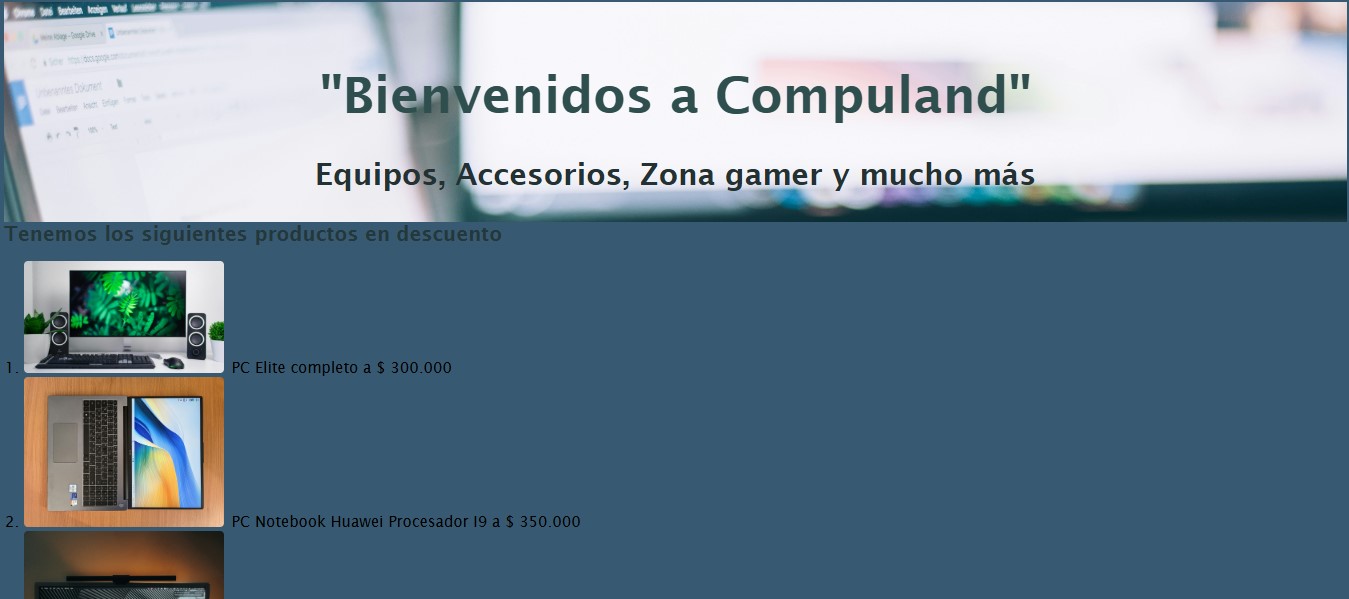 "Bienvenidos a Compuland"
Equipos, Accesorios, Zona gamer y mucho más
Tenemos los siguientes productos en descuento
1. PC Elite completo a $ 300.000
2. PC Notebook Huawei Procesador I9 a $ 350.000